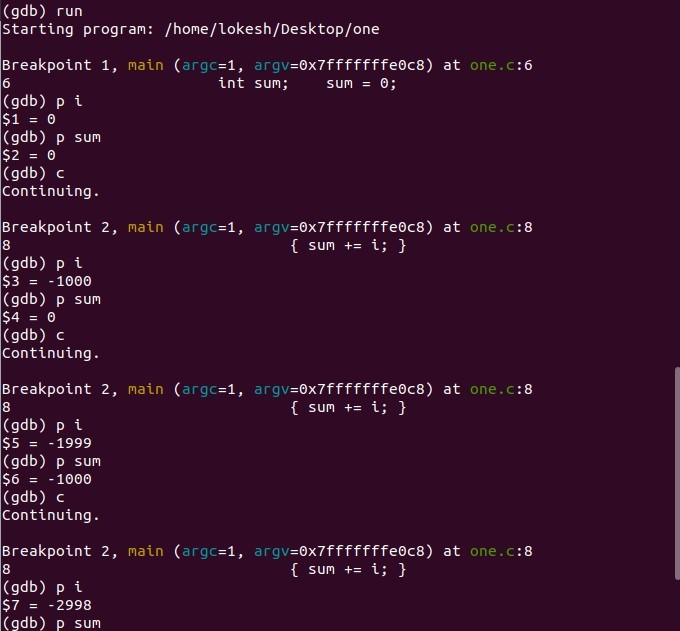 (gdb) run
Starting program: /home/lokesh/Desktop/one
Breakpoint 1, main (argc=1, argv=0x7fffffffe0c8) at one.c:6
6 int sum; sum = 0;
(gdb) p i
$1 = 0
(gdb) p sum
$2 = 0
(gdb) c
Continuing.
Breakpoint 2, main (argc=1, argv=0x7fffffffe0c8) at one.c:8
8 { sum += i; }
(gdb) p i
$3 = -1000
(gdb) p sum
$4 = 0
(gdb) c
Continuing.
Breakpoint 2, main (argc=1, argv=0x7fffffffe0c8) at one.c:8
8 { sum += i; }
(gdb) p i
$5 = -1999
(gdb) p sum
$6 = -1000
(gdb) c
Continuing.
Breakpoint 2, main (argc=1, argv=0x7fffffffe0c8) at one.c:8
8 { sum += i; }
(gdb) p i
$7 = -2998
(gdb) p sum